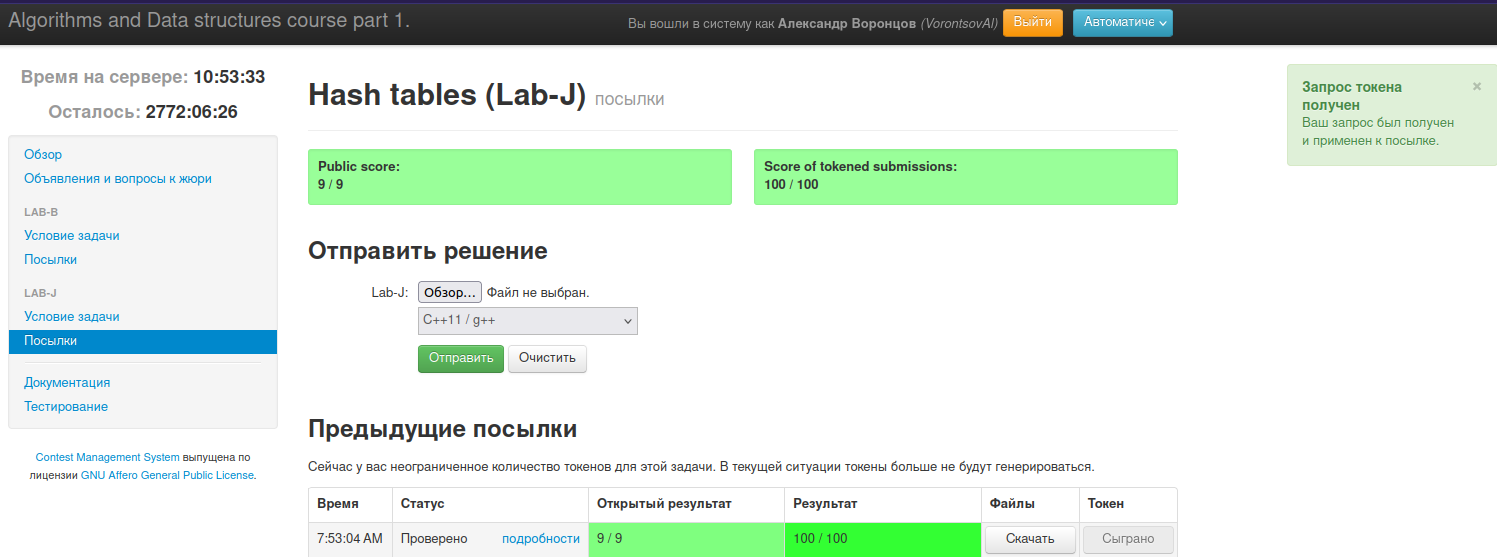 Algorithms and Data structures course part 1.
Вы вошли в систему как Александр Воронцов (VorontsovAl)
Выйти
Автоматиче
Время на сервере: 10:53:33
Осталось: 2772:06:26
Обзор
Объявления и вопросы к жюри
LAB-B
Условие задачи
Посылки
LAB-J
Условие задачи
Посылки
Документация
Тестирование
Contest Management System выпущена по
лицензии GNU Affero General Public License.
Hash tables (Lab-J) посылки
Public score:
9 / 9
Score of tokened submissions:
100 / 100
Отправить решение
Lab-J: Обзор... Файл не выбран.
C++11 / g++
Отправить Очистить
Предыдущие посылки
Сейчас у вас неограниченное количество токенов для этой задачи. В текущей ситуации токены больше не будут генерироваться.
Время Статус Открытый результат Результат Файлы Токен
7:53:04 AM Проверено подробности 9 / 9 100 / 100 Скачать Сыграно
Запрос токена ×
получен
Ваш запрос был получен
и применен к посылке.